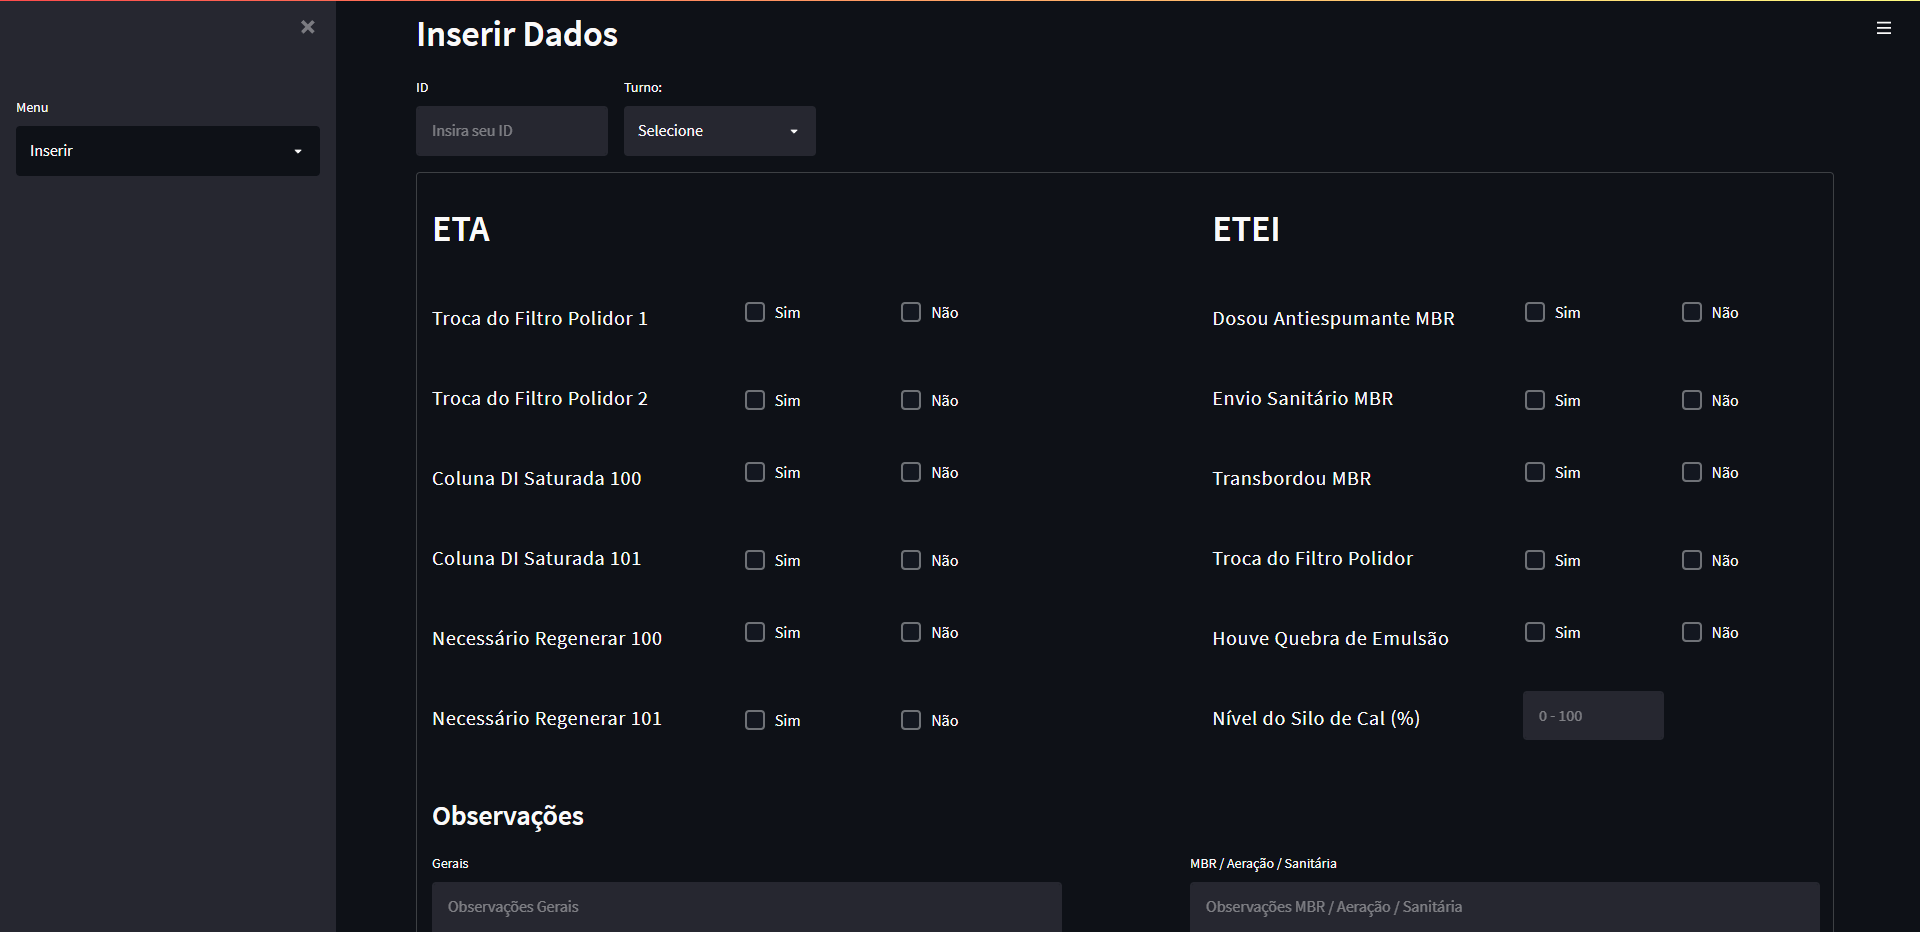 Menu
Inserir
Inserir Dados
ID
Turno:
Insira seu ID
Selecione
ETA
Troca do Filtro Polidor 1 Sim Não
Troca do Filtro Polidor 2 Sim Não
Coluna DI Saturada 100 Sim Não
Coluna DI Saturada 101 Sim Não
Necessário Regenerar 100 Sim Não
Necessário Regenerar 101 Sim Não
ETEI
Dosou Antiespumante MBR Sim Não
Envio Sanitário MBR Sim Não
Transbordou MBR Sim Não
Troca do Filtro Polidor Sim Não
Houve Quebra de Emulsão Sim Não
Nível do Silo de Cal (%) 0 - 100
Observações
Gerais
Observações Gerais
MBR / Aeração / Sanitária
Observações MBR / Aeração / Sanitária